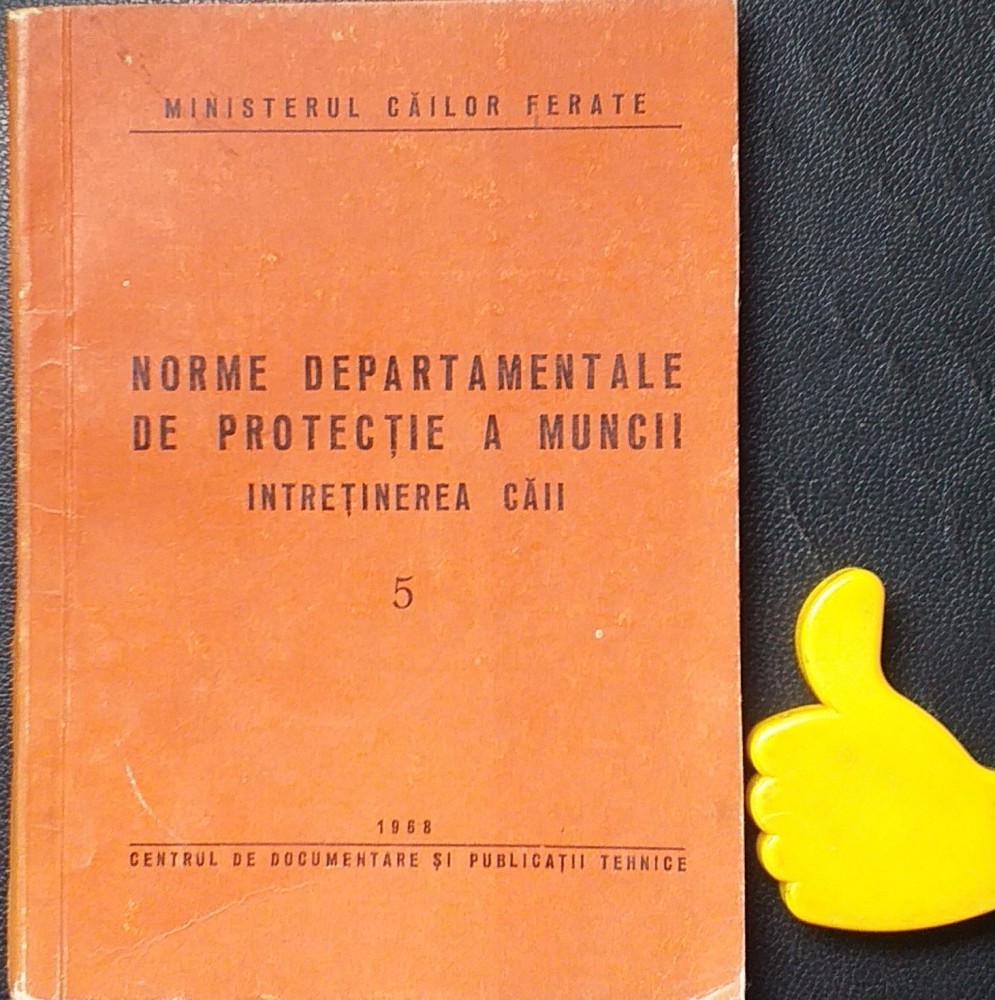 MINISTERUL CĂILOR FERATE
NORME DEPARTAMENTALE
DE PROTECȚIE A MUNCII
INTREȚINEREA CĂII
5
1968
CENTRUL DE DOCUMENTARE ȘI PUBLICAȚII TEHNICE